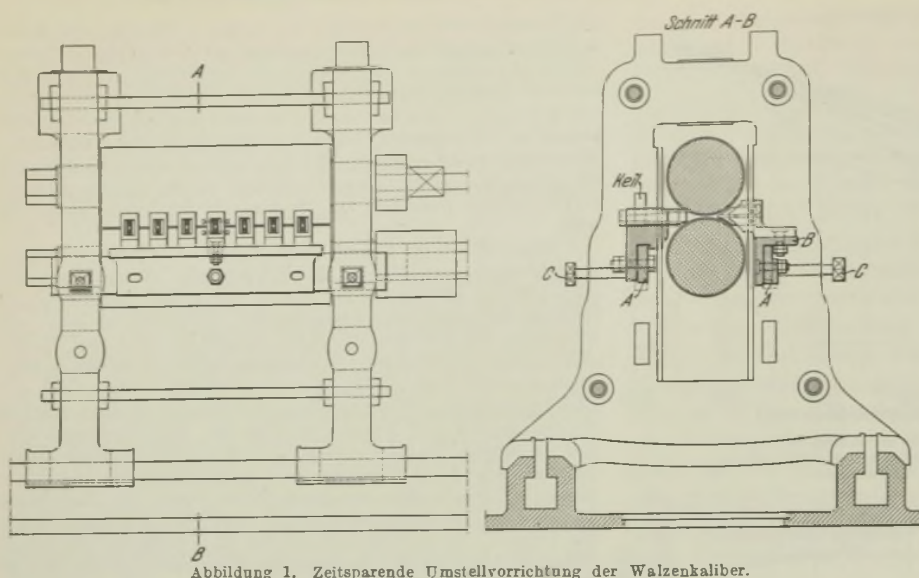 Schnitt A-B
A
Keil
B
C
C
A
A
B
Abbildung 1. Zeitsparende Umstellvorrichtung der Walzenkaliber.